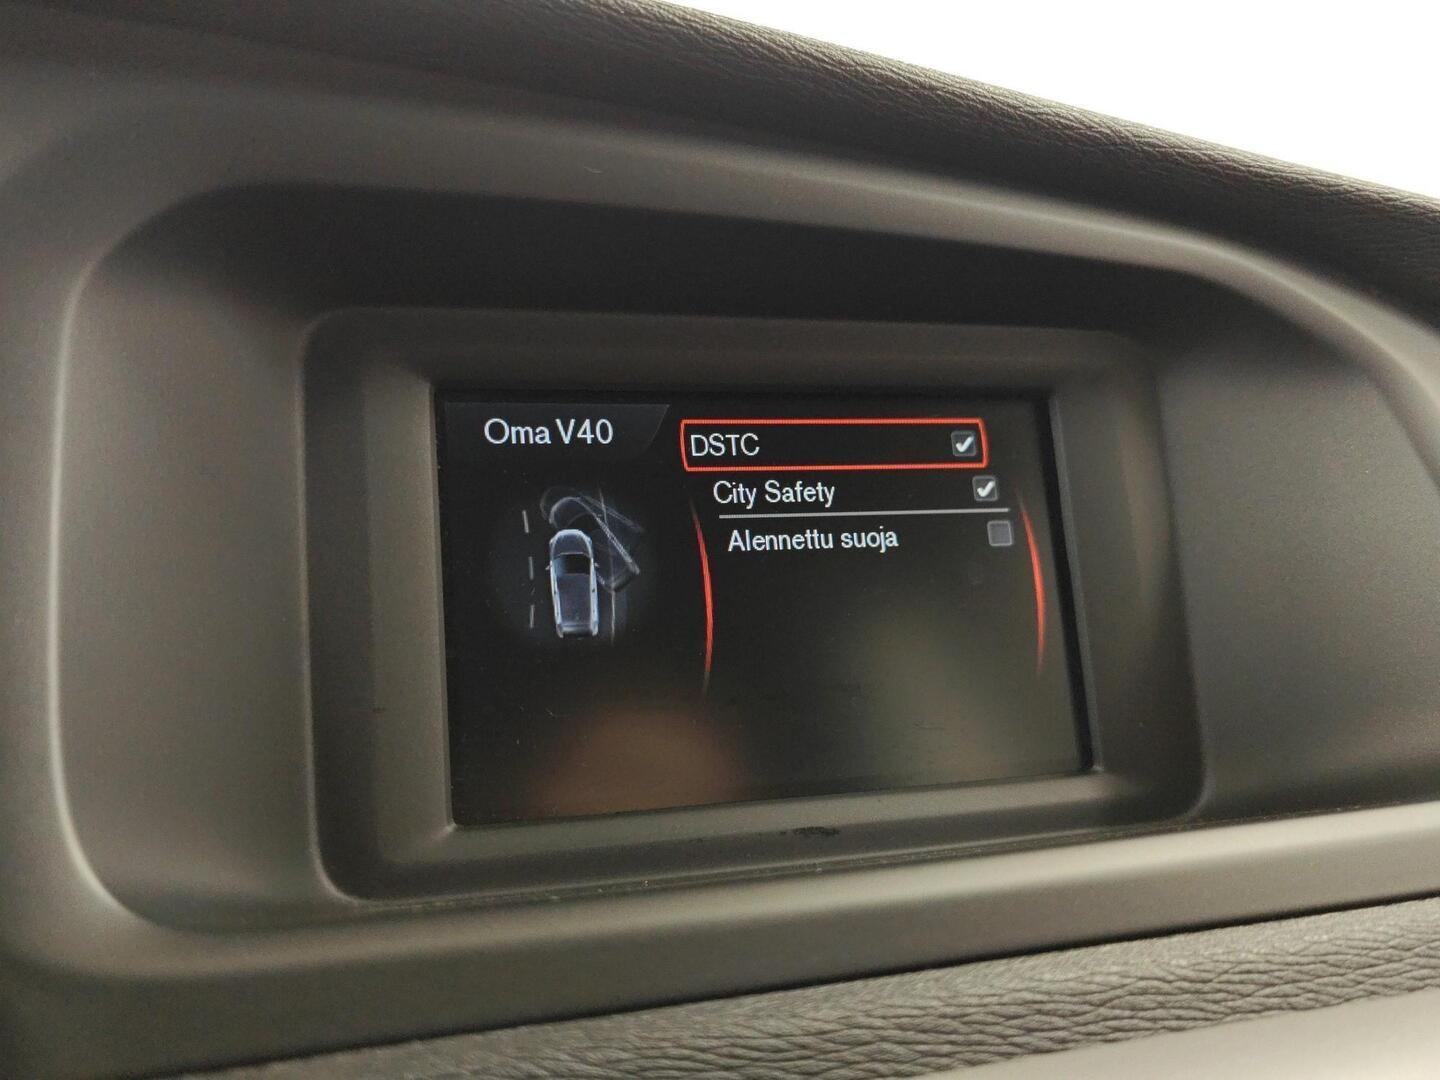 Oma V40
DSTC
City Safety
Alennettu suoja